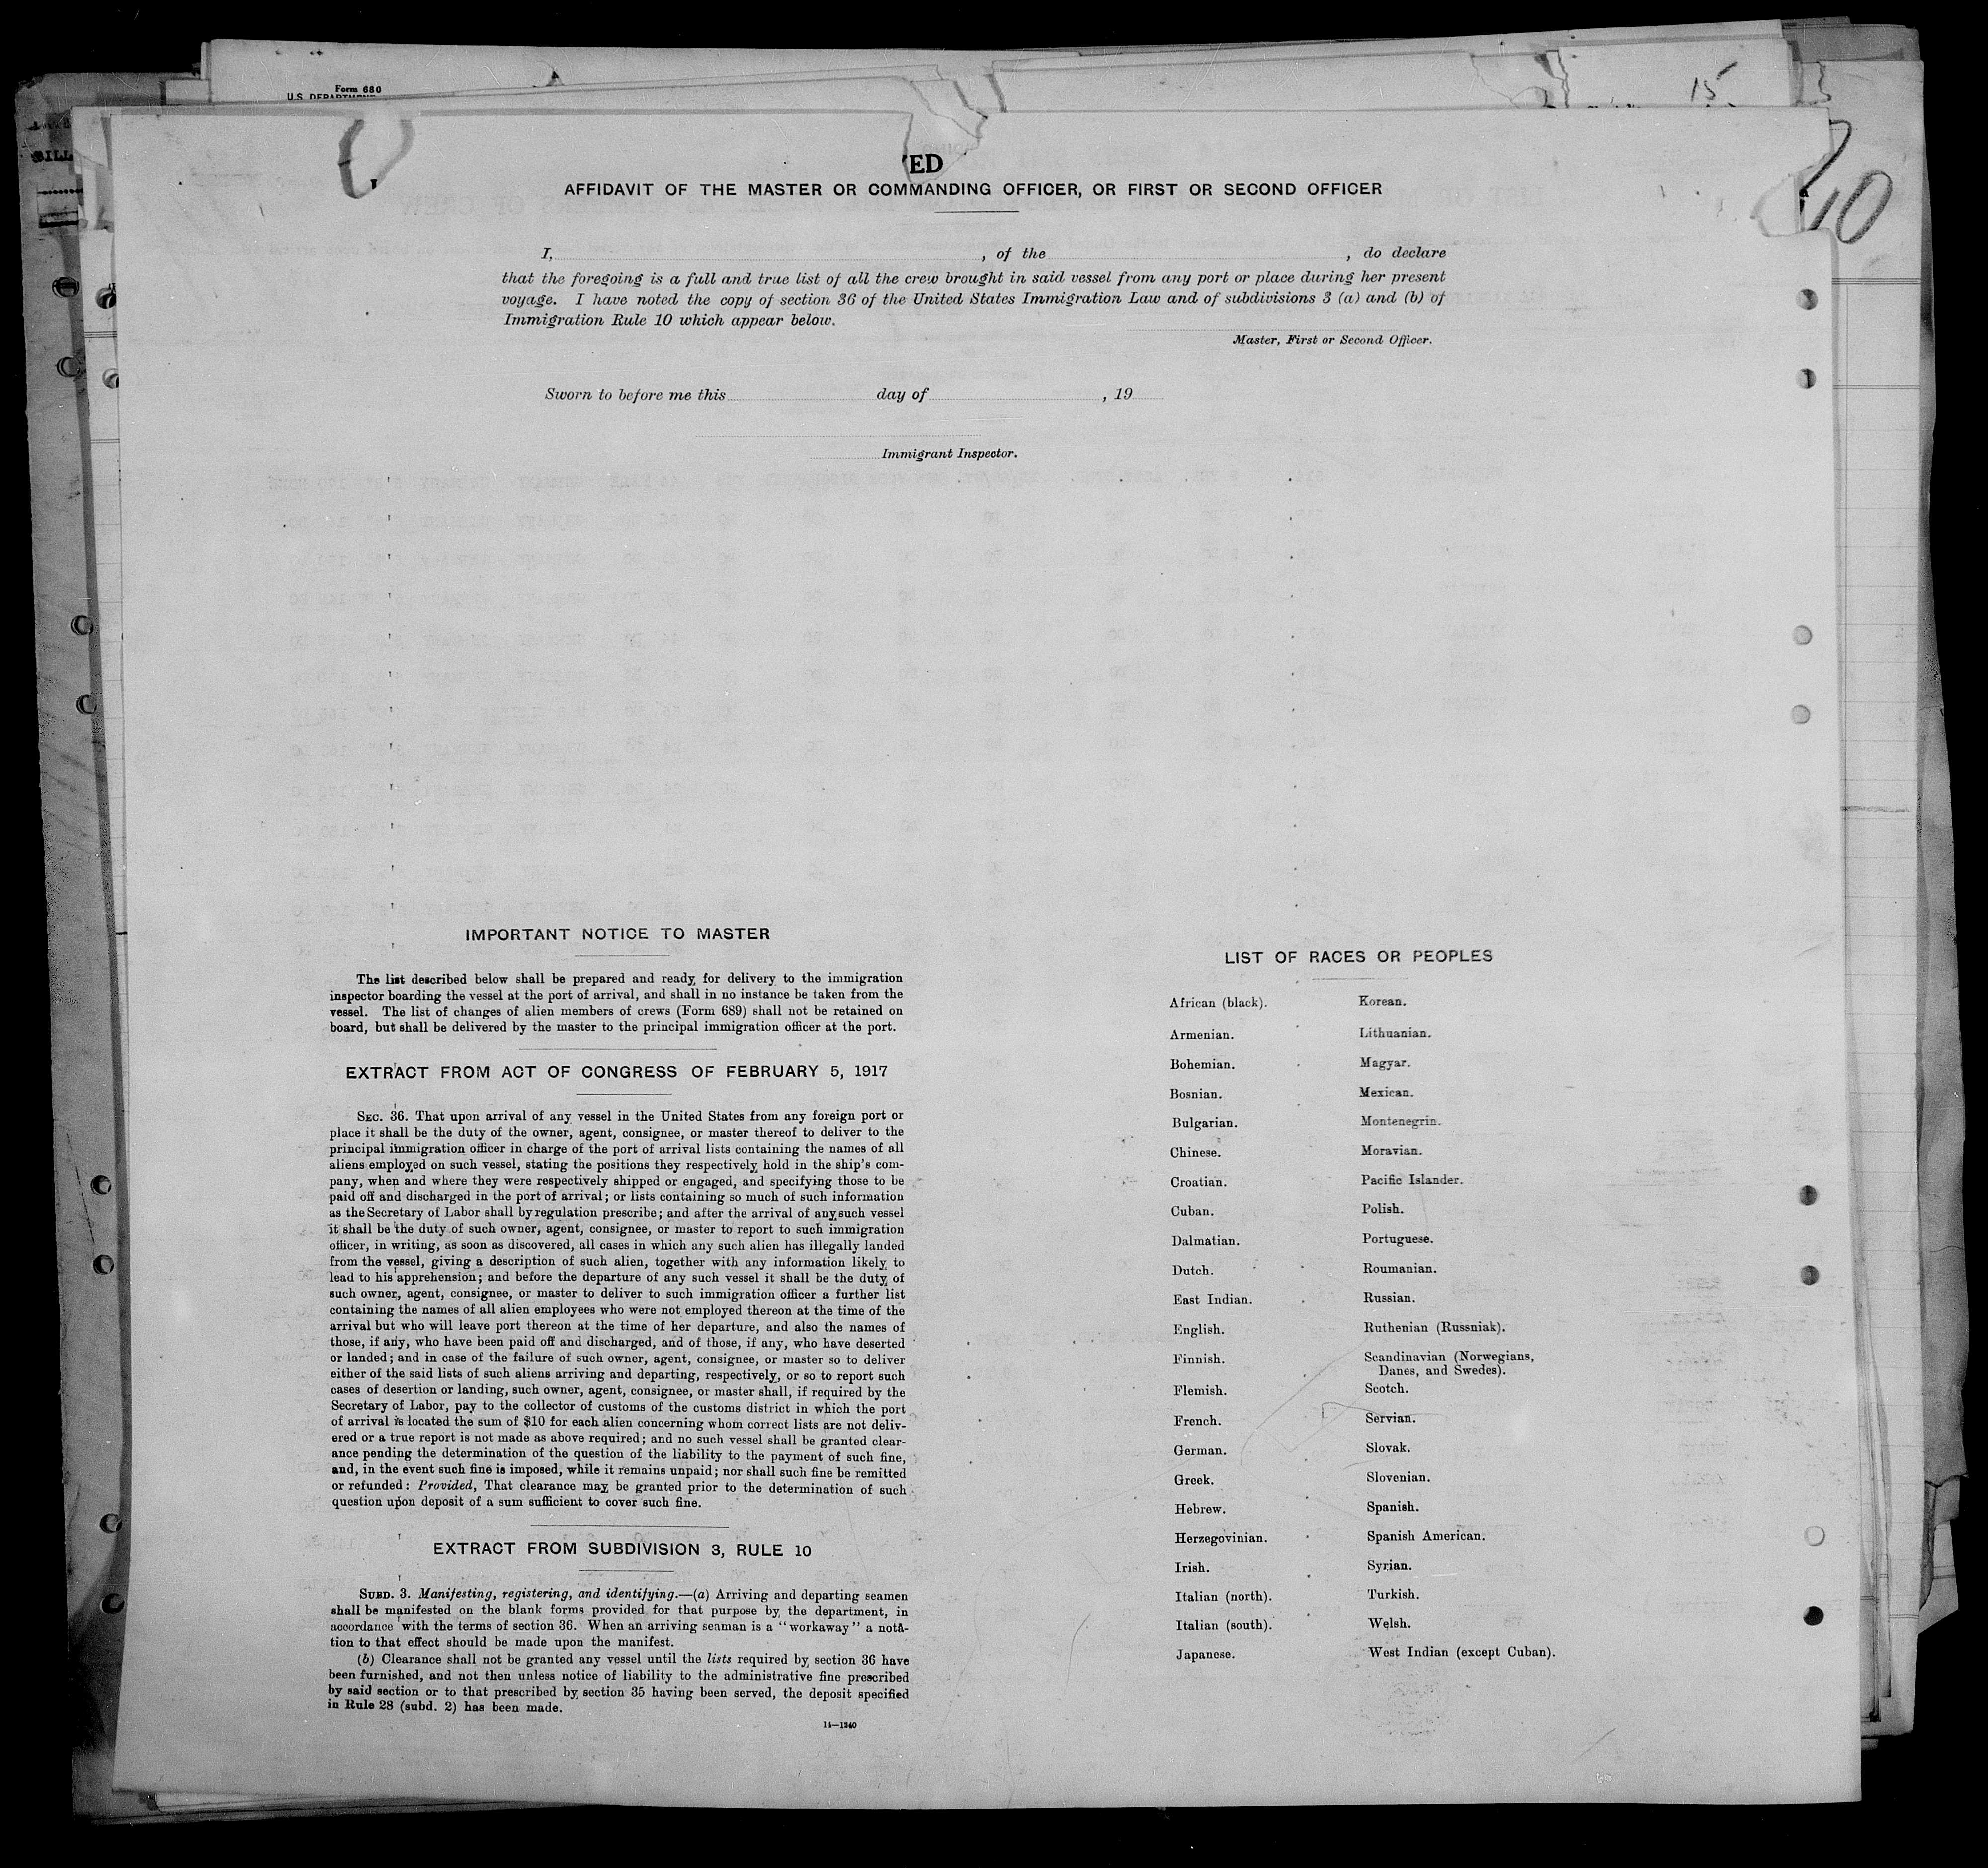 Form 680
15
BILL
ED
10
AFFIDAVIT OF THE MASTER OR COMMANDING OFFICER, OR FIRST OR SECOND OFFICER
I, , of the , do declare
that the foregoing is a full and true list of all the crew brought in said vessel from any port or place during her present
voyage. I have noted the copy of section 36 of the United States Immigration Law and of subdivisions 3 (a) and (b) of
Immigration Rule 10 which appear below.
Master, First or Second Officer.
Sworn to before me this day of , 19
Immigrant Inspector.
IMPORTANT NOTICE TO MASTER
The list described below shall be prepared and ready for delivery to the immigration
inspector boarding the vessel at the port of arrival, and shall in no instance be taken from the
vessel. The list of changes of alien members of crews (Form 689) shall not be retained on
board, but shall be delivered by the master to the principal immigration officer at the port.
EXTRACT FROM ACT OF CONGRESS OF FEBRUARY 5, 1917
SEC. 36. That upon arrival of any vessel in the United States from any foreign port or
place it shall be the duty of the owner, agent, consignee, or master thereof to deliver to the
principal immigration officer in charge of the port of arrival lists containing the names of all
aliens employed on such vessel, stating the positions they respectively hold in the ship's com-
pany, when and where they were respectively shipped or engaged, and specifying those to be
paid off and discharged in the port of arrival; or lists containing so much of such information
as the Secretary of Labor shall by regulation prescribe; and after the arrival of any such vessel
it shall be the duty of such owner, agent, consignee, or master to report to such immigration
officer, in writing, as soon as discovered, all cases in which any such alien has illegally landed
from the vessel, giving a description of such alien, together with any information likely to
lead to his apprehension; and before the departure of any such vessel it shall be the duty of
such owner, agent, consignee, or master to deliver to such immigration officer a further list
containing the names of all alien employees who were not employed thereon at the time of the
arrival but who will leave port thereon at the time of her departure, and also the names of
those, if any, who have been paid off and discharged, and of those, if any, who have deserted
or landed; and in case of the failure of such owner, agent, consignee, or master so to deliver
either of the said lists of such aliens arriving and departing, respectively, or so to report such
cases of desertion or landing, such owner, agent, consignee, or master shall, if required by the
Secretary of Labor, pay to the collector of customs of the customs district in which the port
of arrival is located the sum of $10 for each alien concerning whom correct lists are not deliv-
ered or a true report is not made as above required; and no such vessel shall be granted clear-
ance pending the determination of the question of the liability to the payment of such fine,
and, in the event such fine is imposed, while it remains unpaid; nor shall such fine be remitted
or refunded: Provided, That clearance may be granted prior to the determination of such
question upon deposit of a sum sufficient to cover such fine.
EXTRACT FROM SUBDIVISION 3, RULE 10
SUBD. 3. Manifesting, registering, and identifying.—(a) Arriving and departing seamen
shall be manifested on the blank forms provided for that purpose by the department, in
accordance with the terms of section 36. When an arriving seaman is a "workaway" a nota-
tion to that effect should be made upon the manifest.
(b) Clearance shall not be granted any vessel until the lists required by section 36 have
been furnished, and not then unless notice of liability to the administrative fine prescribed
by said section or to that prescribed by section 35 having been served, the deposit specified
in Rule 28 (subd. 2) has been made.
14—1240
LIST OF RACES OR PEOPLES
African (black).
Armenian.
Bohemian.
Bosnian.
Bulgarian.
Chinese.
Croatian.
Cuban.
Dalmatian.
Dutch.
East Indian.
English.
Finnish.
Flemish.
French.
German.
Greek.
Hebrew.
Herzegovinian.
Irish.
Italian (north).
Italian (south).
Japanese.
Korean.
Lithuanian.
Magyar.
Mexican.
Montenegrin.
Moravian.
Pacific Islander.
Polish.
Portuguese.
Roumanian.
Russian.
Ruthenian (Russniak).
Scandinavian (Norwegians,
Danes, and Swedes).
Scotch.
Servian.
Slovak.
Slovenian.
Spanish.
Spanish American.
Syrian.
Turkish.
Welsh.
West Indian (except Cuban).